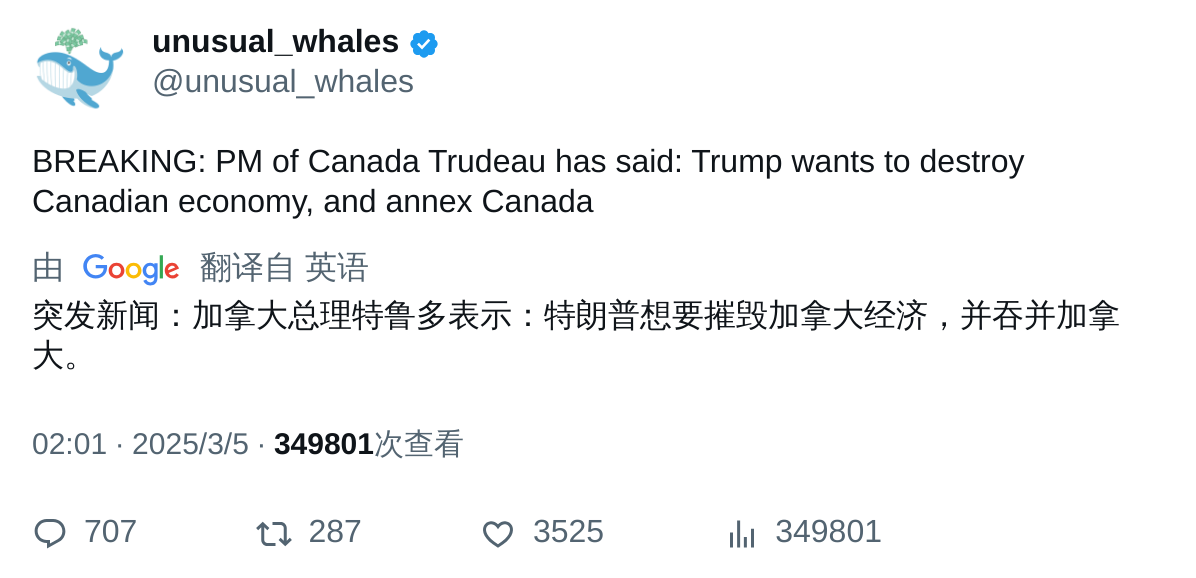 unusual_whales
@unusual_whales
BREAKING: PM of Canada Trudeau has said: Trump wants to destroy
Canadian economy, and annex Canada
由 Google 翻译自 英语
突发新闻：加拿大总理特鲁多表示：特朗普想要摧毁加拿大经济，并吞并加拿
大。
02:01 · 2025/3/5 · 349801次查看
707 287 3525 349801